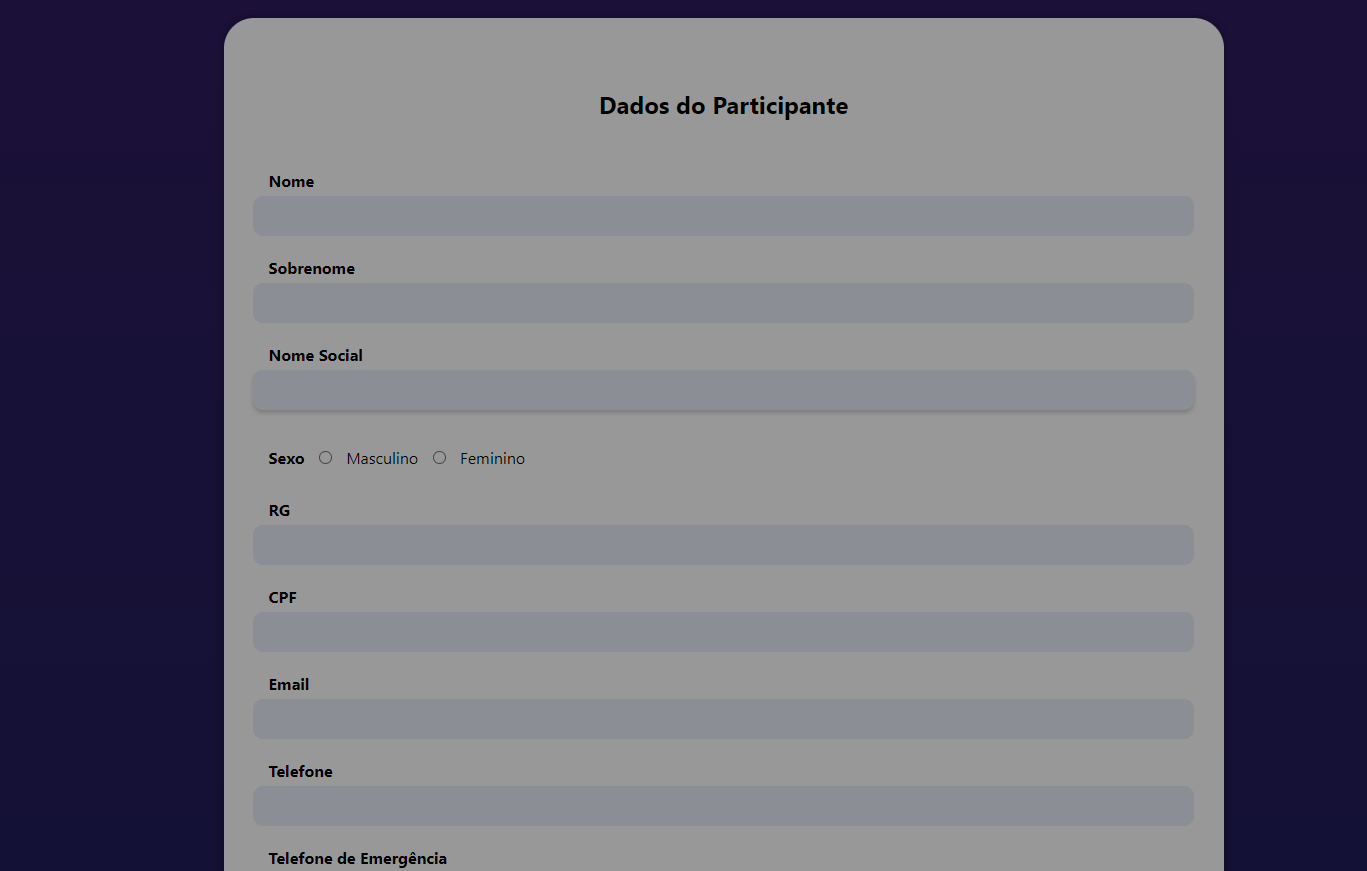 Dados do Participante
Nome
Sobrenome
Nome Social
Sexo Masculino Feminino
RG
CPF
Email
Telefone
Telefone de Emergência